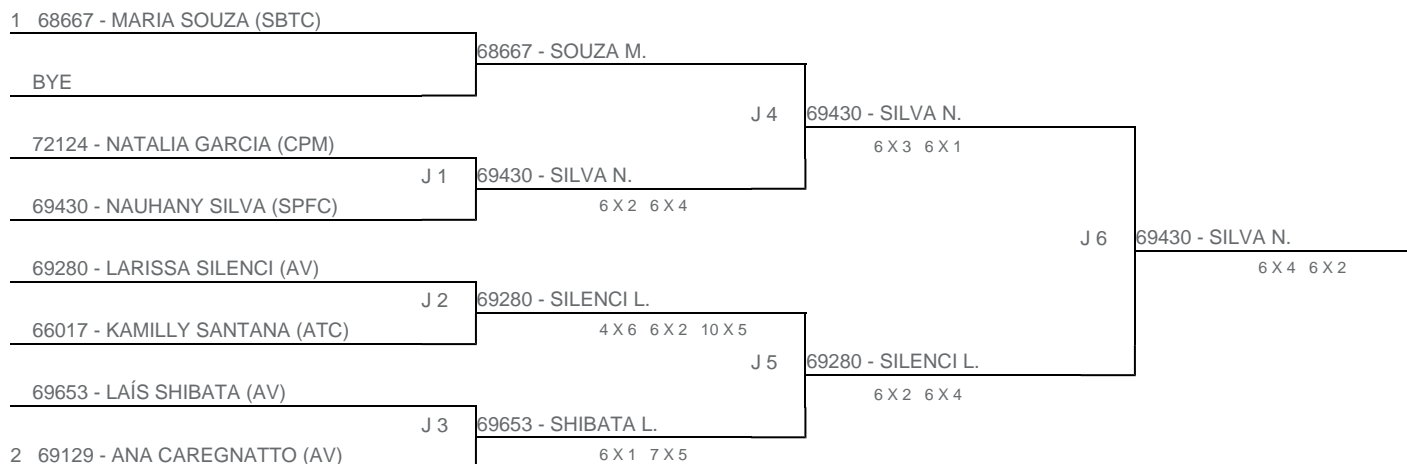 1 68667 - MARIA SOUZA (SBTC)
68667 - SOUZA M.
BYE
J 4 69430 - SILVA N.
72124 - NATALIA GARCIA (CPM)
6 X 3 6 X 1
J 1 69430 - SILVA N.
69430 - NAUHANY SILVA (SPFC)
6 X 2 6 X 4
J 6 69430 - SILVA N.
69280 - LARISSA SILENCI (AV)
6 X 4 6 X 2
J 2 69280 - SILENCI L.
66017 - KAMILLY SANTANA (ATC)
4 X 6 6 X 2 10 X 5
J 5 69280 - SILENCI L.
69653 - LAÍS SHIBATA (AV)
6 X 2 6 X 4
J 3 69653 - SHIBATA L.
2 69129 - ANA CAREGNATTO (AV)
6 X 1 7 X 5